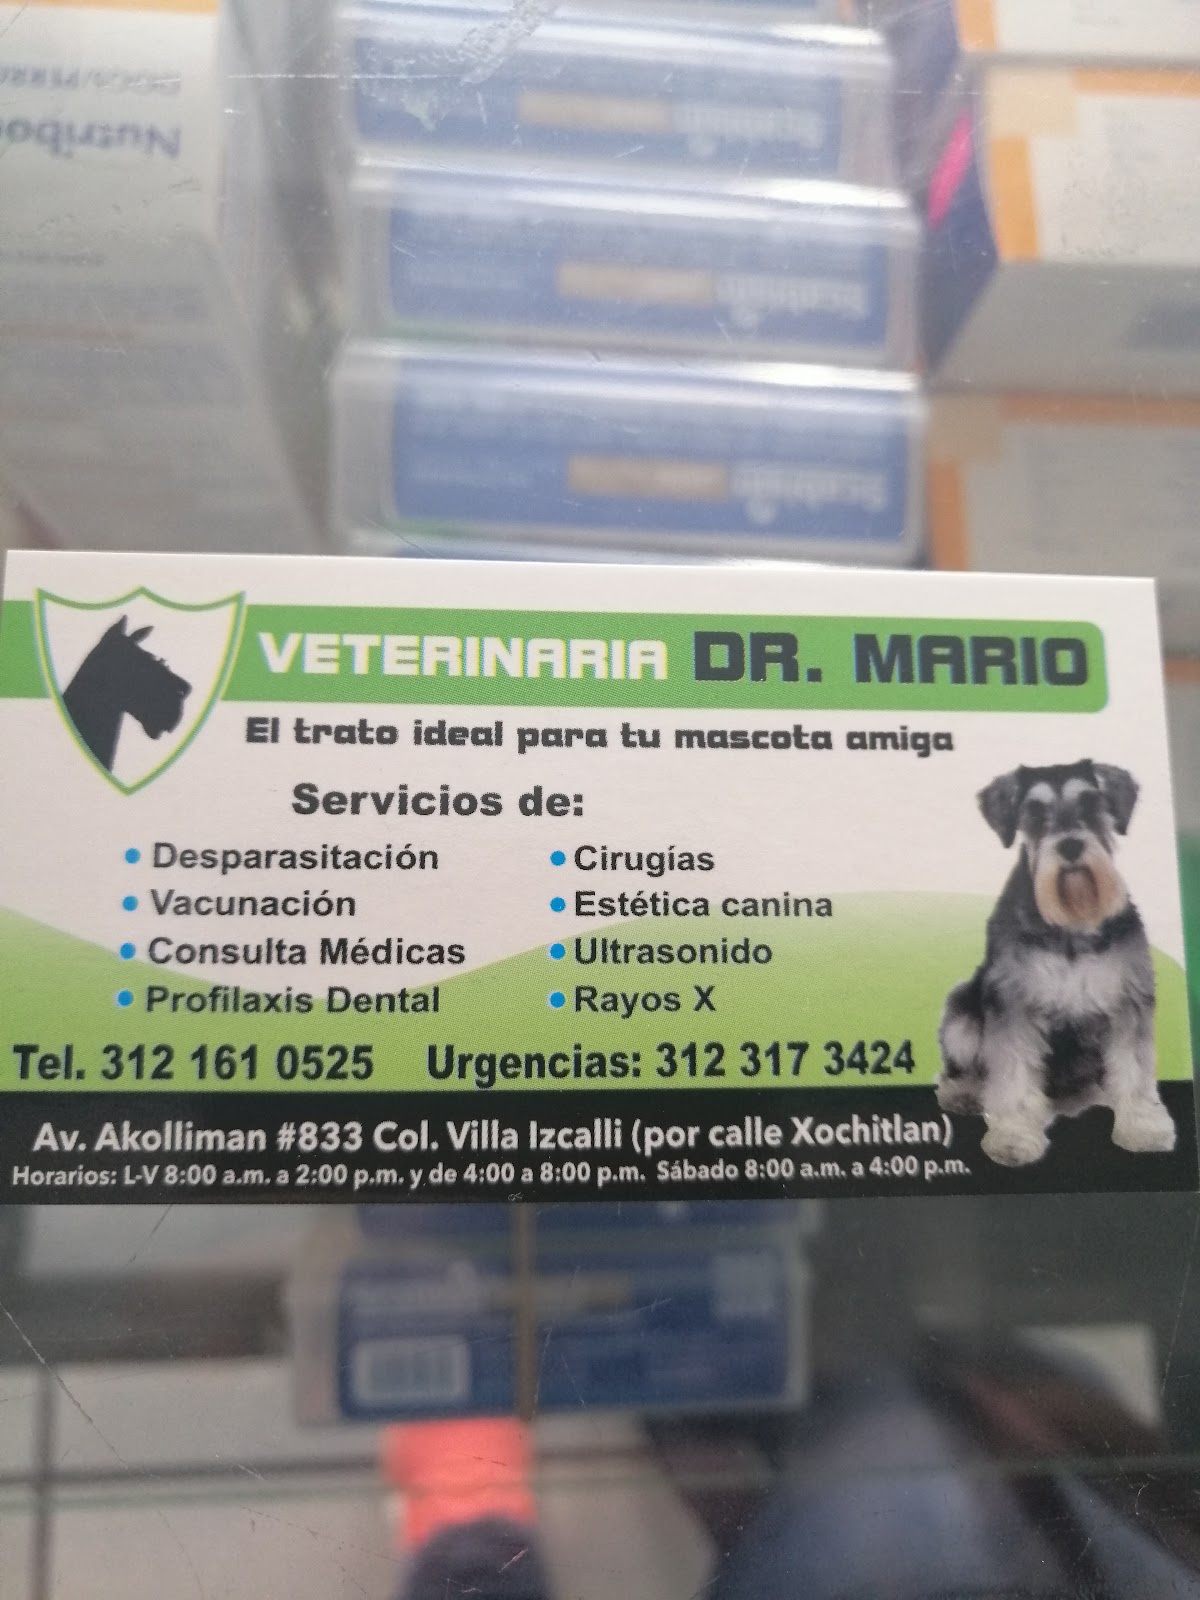 VETERINARIA DR. MARIO
El trato ideal para tu mascota amiga
Servicios de:
• Desparasitación
• Vacunación
• Consulta Médicas
• Profilaxis Dental
• Cirugías
• Estética canina
• Ultrasonido
• Rayos X
Tel. 312 161 0525 Urgencias: 312 317 3424
Av. Akolliman #833 Col. Villa Izcalli (por calle Xochitlan)
Horarios: L-V 8:00 a.m. a 2:00 p.m. y de 4:00 a 8:00 p.m. Sábado 8:00 a.m. a 4:00 p.m.